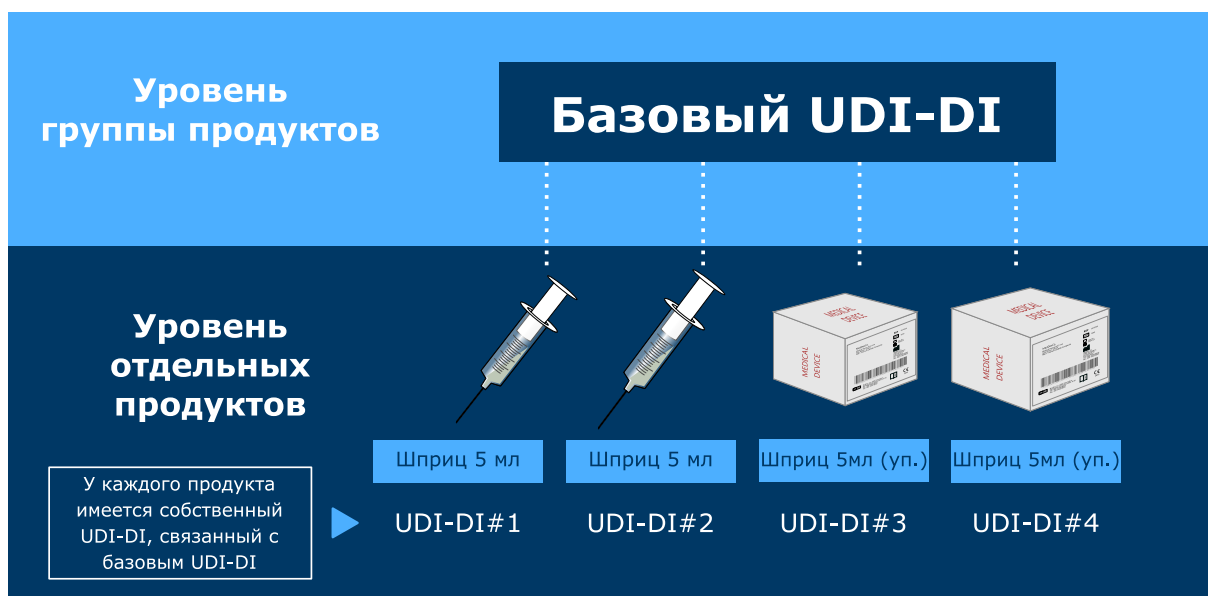 Уровень
группы продуктов
Базовый UDI-DI
Уровень
отдельных
продуктов
MEDICAL
DEVICE
MEDICAL
DEVICE
MEDICAL
DEVICE
MEDICAL
DEVICE
Шприц 5 мл
Шприц 5 мл
Шприц 5мл (уп.)
Шприц 5мл (уп.)
У каждого продукта
имеется собственный
UDI-DI, связанный с
базовым UDI-DI
UDI-DI#1
UDI-DI#2
UDI-DI#3
UDI-DI#4